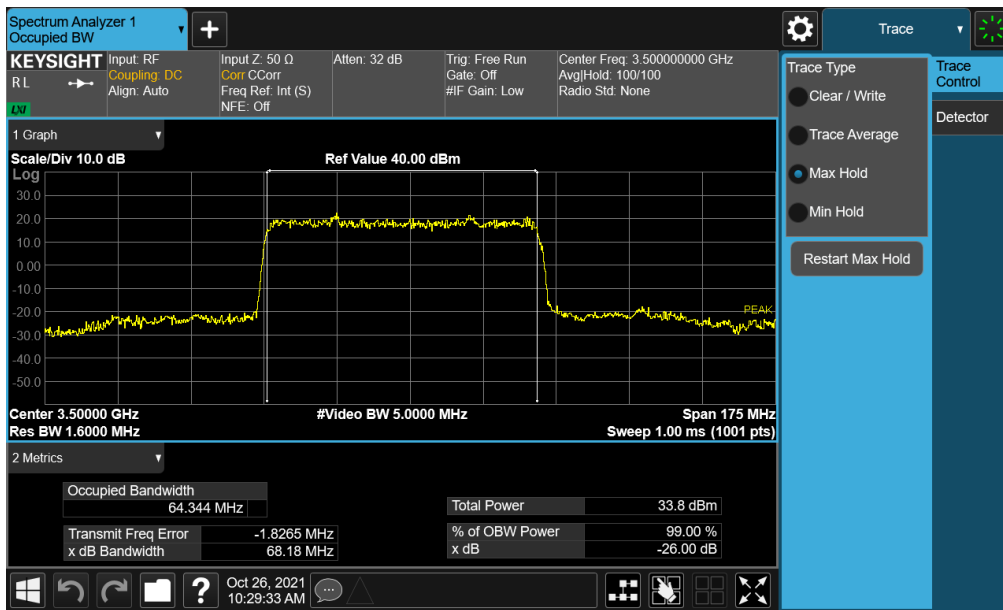 Spectrum Analyzer 1
Occupied BW
+
Trace
KEYSIGHT
R L
LXI
Input: RF
Coupling: DC
Align: Auto
Input Z: 50 Ω
Corr CCorr
Freq Ref: Int (S)
NFE: Off
Atten: 32 dB
Trig: Free Run
Gate: Off
#IF Gain: Low
Center Freq: 3.500000000 GHz
Avg|Hold: 100/100
Radio Std: None
Trace Type
Clear / Write
Trace Average
Max Hold
Min Hold
Restart Max Hold
Trace
Control
Detector
1 Graph
Scale/Div 10.0 dB
Ref Value 40.00 dBm
Log
30.0
20.0
10.0
0.00
-10.0
-20.0
-30.0
-40.0
-50.0
PEAK
Center 3.50000 GHz
#Video BW 5.0000 MHz
Span 175 MHz
Res BW 1.6000 MHz
Sweep 1.00 ms (1001 pts)
2 Metrics
Occupied Bandwidth
64.344 MHz
Transmit Freq Error -1.8265 MHz
x dB Bandwidth 68.18 MHz
Total Power 33.8 dBm
% of OBW Power 99.00 %
x dB -26.00 dB
?
Oct 26, 2021
10:29:33 AM